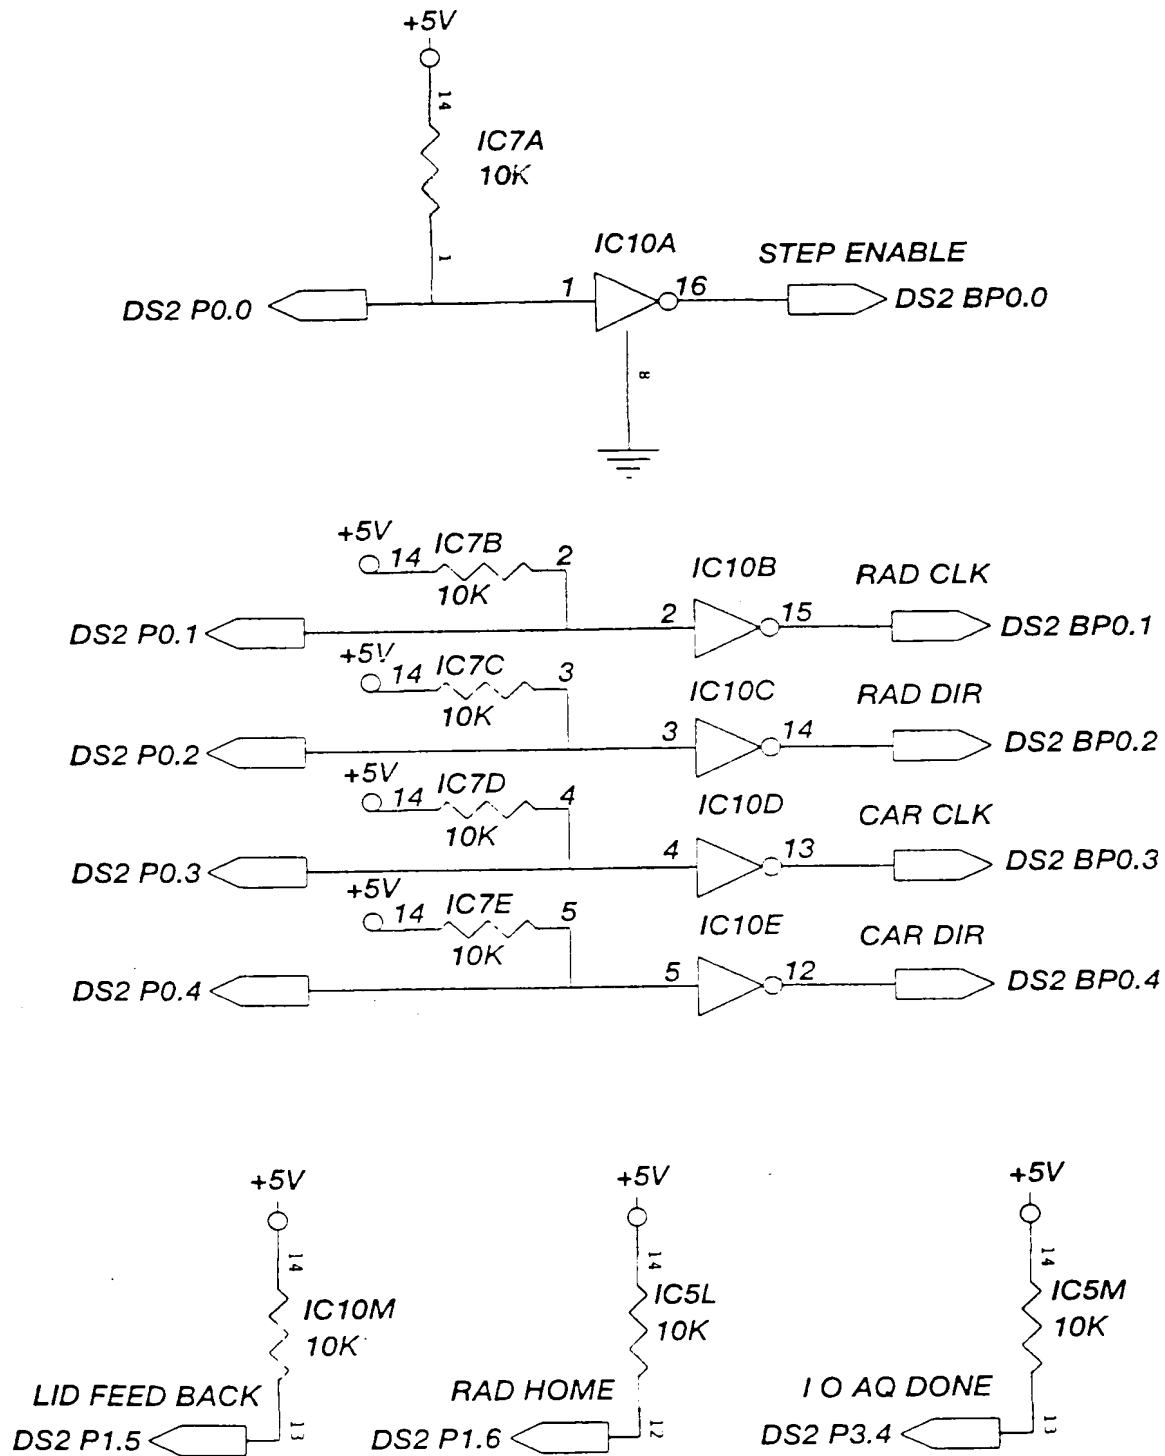 +5V
14
IC7A
10K
1
IC10A
STEP ENABLE
DS2 P0.0
1
16
DS2 BP0.0
8
+5V
14
IC7B
2
10K
IC10B
RAD CLK
DS2 P0.1
2
15
DS2 BP0.1
+5V
14
IC7C
3
10K
IC10C
RAD DIR
DS2 P0.2
3
14
DS2 BP0.2
+5V
14
IC7D
4
10K
IC10D
CAR CLK
DS2 P0.3
4
13
DS2 BP0.3
+5V
14
IC7E
5
10K
IC10E
CAR DIR
DS2 P0.4
5
12
DS2 BP0.4
+5V
14
IC10M
10K
LID FEED BACK
DS2 P1.5
13
+5V
14
IC5L
10K
RAD HOME
DS2 P1.6
12
+5V
14
IC5M
10K
I O AQ DONE
DS2 P3.4
13